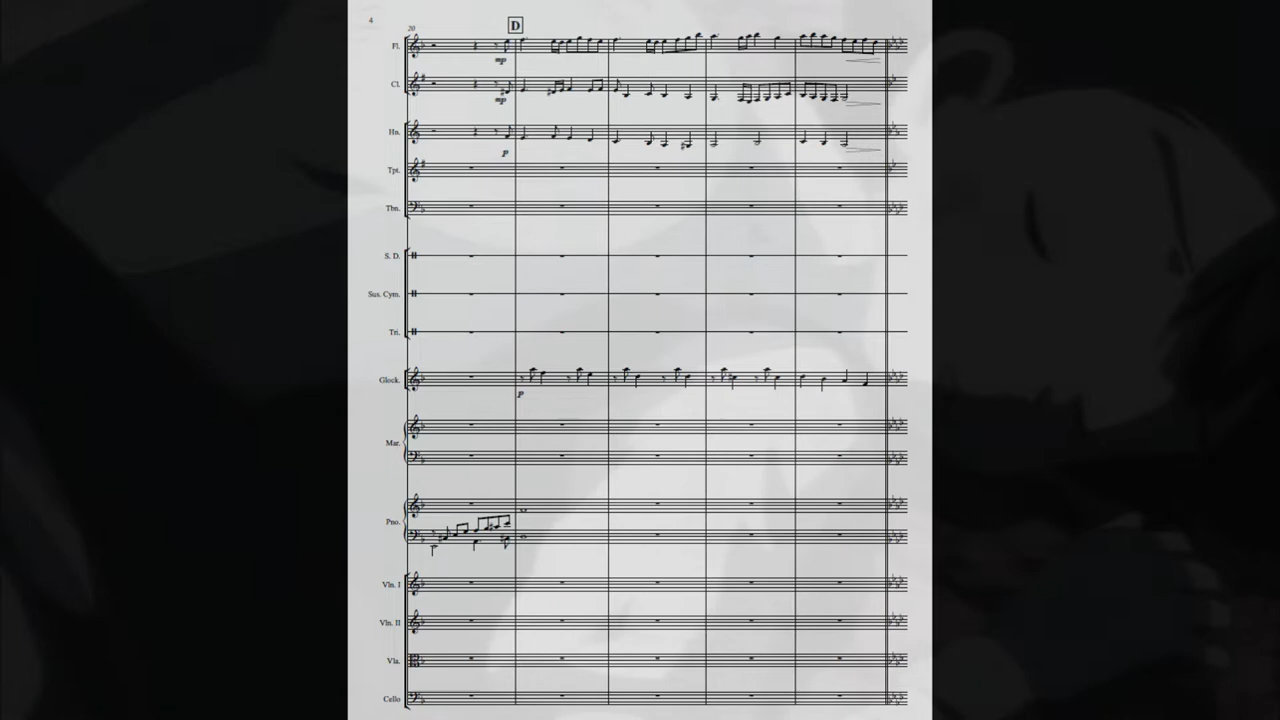 4
20
D
Fl.
mp
Cl.
mp
Hn.
p
Tpt.
Tbn.
S. D.
Sus. Cym.
Tri.
Glock.
p
Mar.
Pno.
Vln. I
Vln. II
Vla.
Cello